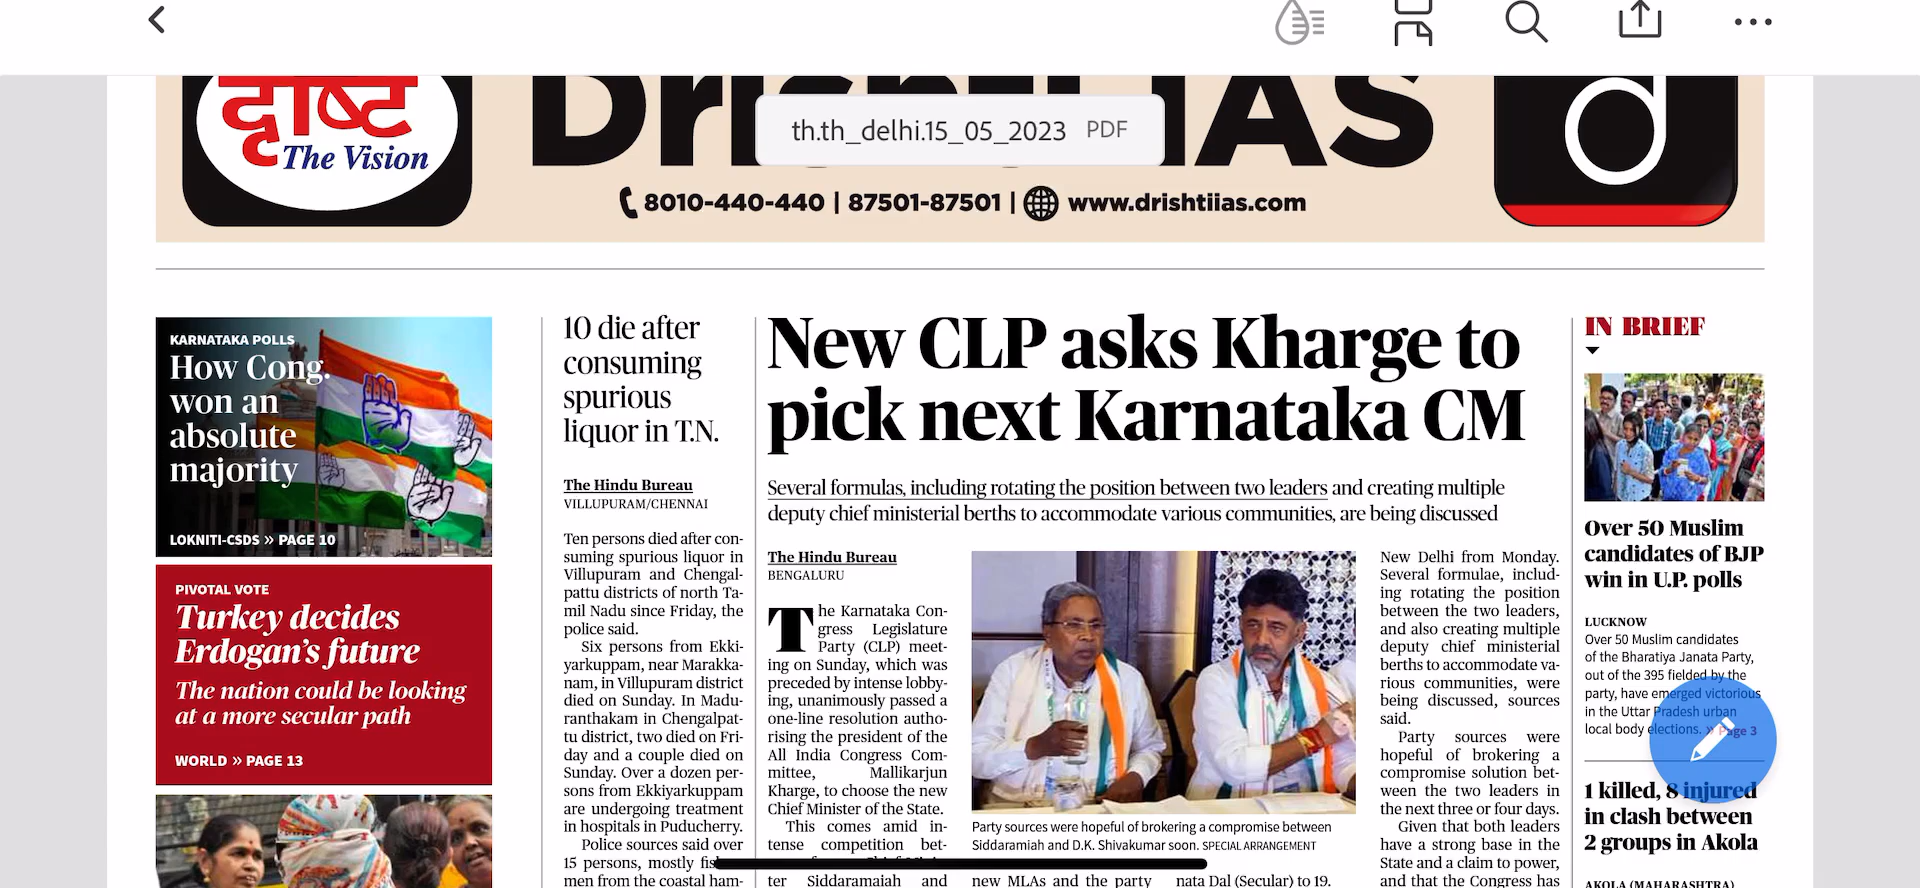 दृष्टि
The Vision
Drishti IAS
th.th_delhi.15_05_2023 PDF
8010-440-440 | 87501-87501 | www.drishtiias.com
KARNATAKA POLLS
How Cong.
won an
absolute
majority
LOKNITI-CSDS » PAGE 10
PIVOTAL VOTE
Turkey decides
Erdogan's future
The nation could be looking
at a more secular path
WORLD » PAGE 13
10 die after
consuming
spurious
liquor in T.N.
The Hindu Bureau
VILLUPURAM/CHENNAI
Ten persons died after con-
suming spurious liquor in
Villupuram and Chengal-
pattu districts of north Ta-
mil Nadu since Friday, the
police said.
Six persons from Ekki-
yarkuppam, near Marakka-
nam, in Villupuram district
died on Sunday. In Madu-
ranthakam in Chengalpat-
tu district, two died on Fri-
day and a couple died on
Sunday. Over a dozen per-
sons from Ekkiyarkuppam
are undergoing treatment
in hospitals in Puducherry.
Police sources said over
15 persons, mostly
men from the coastal ham-
New CLP asks Kharge to
pick next Karnataka CM
Several formulas, including rotating the position between two leaders and creating multiple
deputy chief ministerial berths to accommodate various communities, are being discussed
The Hindu Bureau
BENGALURU
The Karnataka Con-
gress Legislature
Party (CLP) meet-
ing on Sunday, which was
preceded by intense lobby-
ing, unanimously passed a
one-line resolution autho-
rising the president of the
All India Congress Com-
mittee, Mallikarjun
Kharge, to choose the new
Chief Minister of the State.
This comes amid in-
tense competition bet-
ter Siddaramaiah and
Party sources were hopeful of brokering a compromise between
Siddaramiah and D.K. Shivakumar soon. SPECIAL ARRANGEMENT
new MLAs and the party
nata Dal (Secular) to 19.
New Delhi from Monday.
Several formulae, includ-
ing rotating the position
between the two leaders,
and also creating multiple
deputy chief ministerial
berths to accommodate va-
rious communities, were
being discussed, sources
said.
Party sources were
hopeful of brokering a
compromise solution bet-
ween the two leaders in
the next three or four days.
Given that both leaders
have a strong base in the
State and a claim to power,
and that the Congress has
IN BRIEF
Over 50 Muslim
candidates of BJP
win in U.P. polls
LUCKNOW
Over 50 Muslim candidates
of the Bharatiya Janata Party,
out of the 395 fielded by the
party, have emerged victorious
in the Uttar Pradesh urban
local body elections. » Page 3
1 killed, 8 injured
in clash between
2 groups in Akola
AKOLA (MAHARASHTRA)